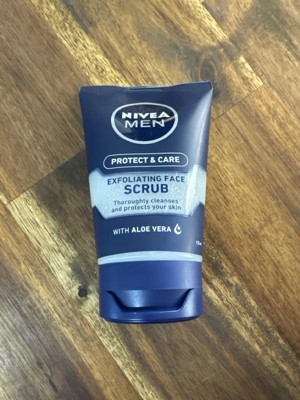 NIVEA
MEN
PROTECT & CARE
EXFOLIATING FACE
SCRUB
Thoroughly cleanses
and protects your skin
WITH ALOE VERA